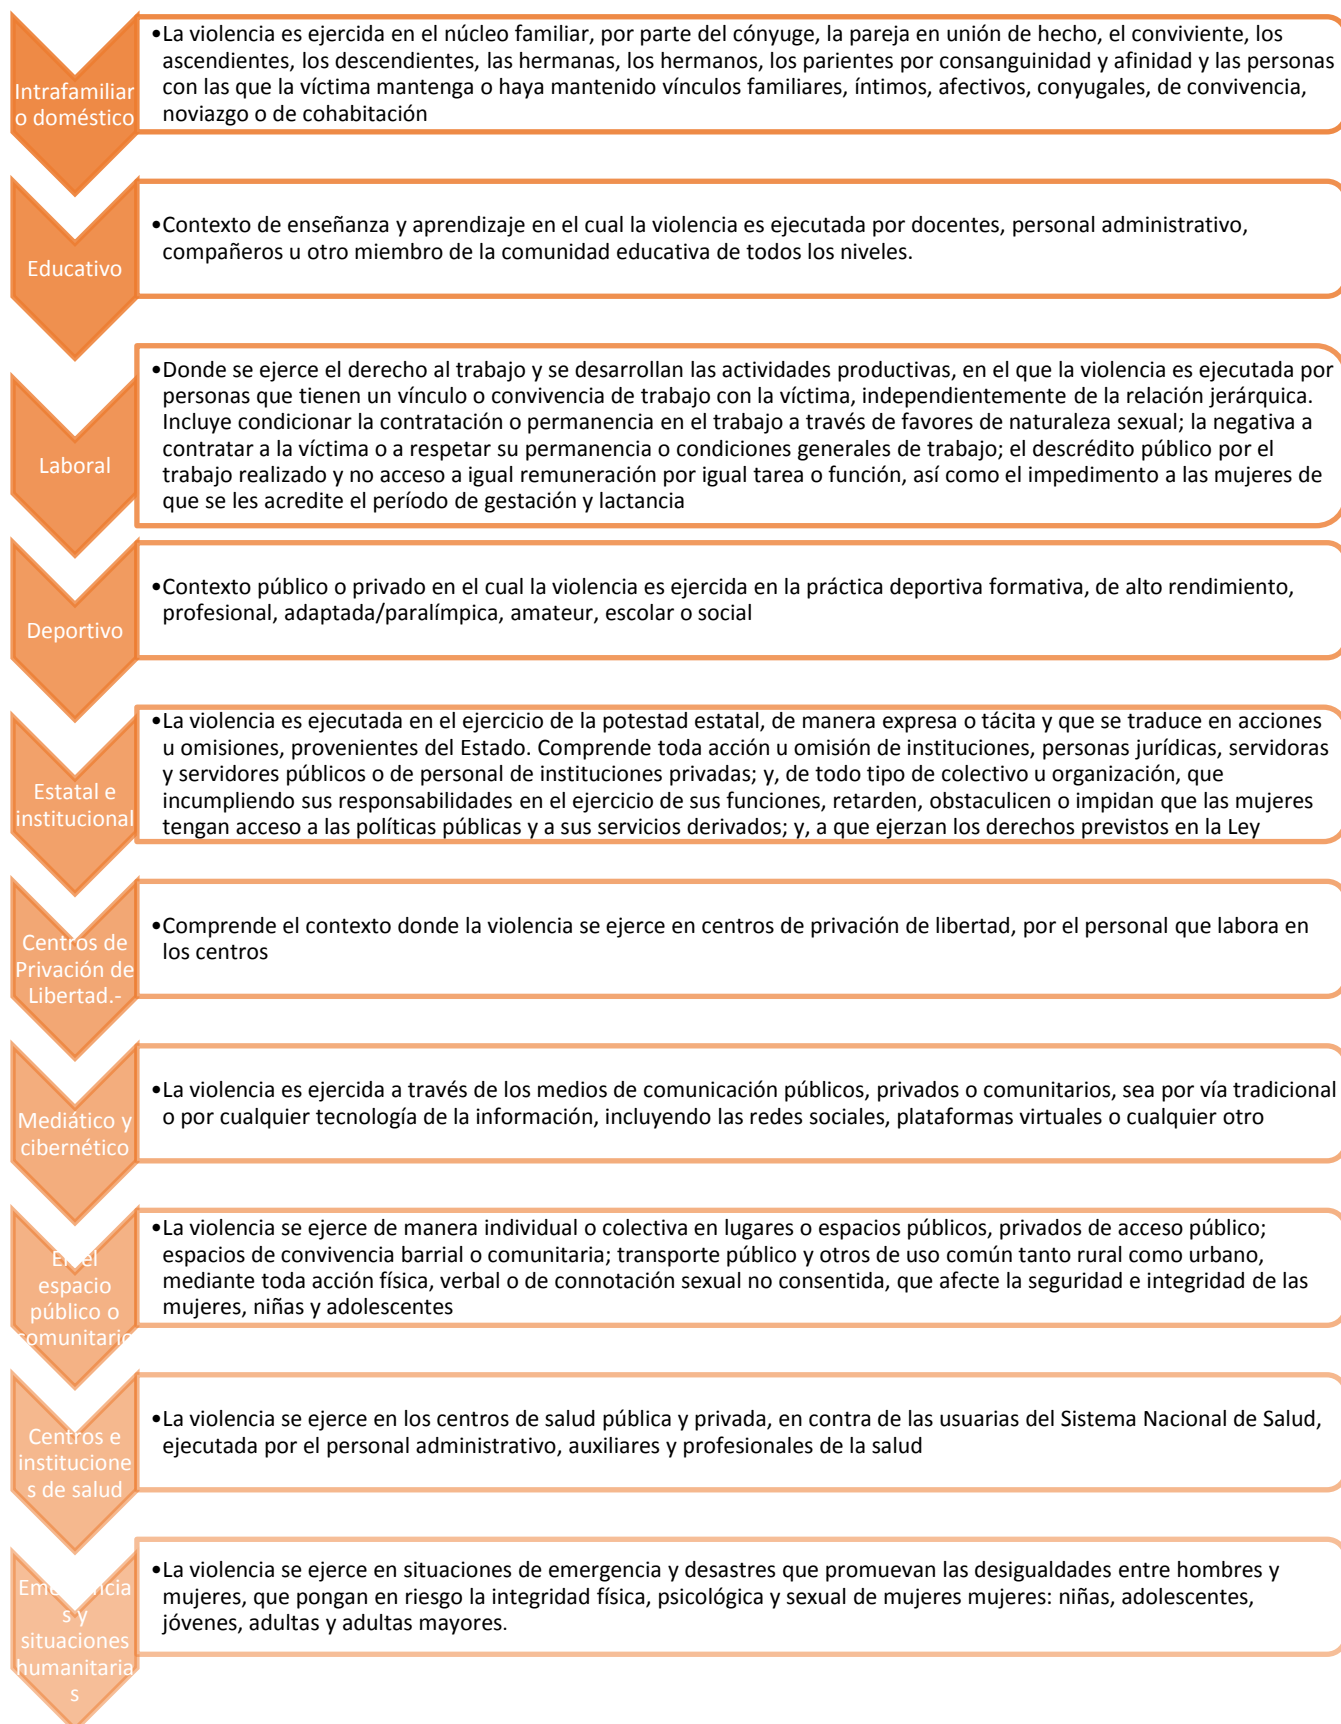 Intrafamiliar
o doméstico
•La violencia es ejercida en el núcleo familiar, por parte del cónyuge, la pareja en unión de hecho, el conviviente, los
ascendientes, los descendientes, las hermanas, los hermanos, los parientes por consanguinidad y afinidad y las personas
con las que la víctima mantenga o haya mantenido vínculos familiares, íntimos, afectivos, conyugales, de convivencia,
noviazgo o de cohabitación
Educativo
•Contexto de enseñanza y aprendizaje en el cual la violencia es ejecutada por docentes, personal administrativo,
compañeros u otro miembro de la comunidad educativa de todos los niveles.
Laboral
•Donde se ejerce el derecho al trabajo y se desarrollan las actividades productivas, en el que la violencia es ejecutada por
personas que tienen un vínculo o convivencia de trabajo con la víctima, independientemente de la relación jerárquica.
Incluye condicionar la contratación o permanencia en el trabajo a través de favores de naturaleza sexual; la negativa a
contratar a la víctima o a respetar su permanencia o condiciones generales de trabajo; el descrédito público por el
trabajo realizado y no acceso a igual remuneración por igual tarea o función, así como el impedimento a las mujeres de
que se les acredite el período de gestación y lactancia
Deportivo
•Contexto público o privado en el cual la violencia es ejercida en la práctica deportiva formativa, de alto rendimiento,
profesional, adaptada/paralímpica, amateur, escolar o social
Estatal e
institucional
•La violencia es ejecutada en el ejercicio de la potestad estatal, de manera expresa o tácita y que se traduce en acciones
u omisiones, provenientes del Estado. Comprende toda acción u omisión de instituciones, personas jurídicas, servidoras
y servidores públicos o de personal de instituciones privadas; y, de todo tipo de colectivo u organización, que
incumpliendo sus responsabilidades en el ejercicio de sus funciones, retarden, obstaculicen o impidan que las mujeres
tengan acceso a las políticas públicas y a sus servicios derivados; y, a que ejerzan los derechos previstos en la Ley
Centros de
Privación de
Libertad.-
•Comprende el contexto donde la violencia se ejerce en centros de privación de libertad, por el personal que labora en
los centros
Mediático y
cibernético
•La violencia es ejercida a través de los medios de comunicación públicos, privados o comunitarios, sea por vía tradicional
o por cualquier tecnología de la información, incluyendo las redes sociales, plataformas virtuales o cualquier otro
En el
espacio
público o
comunitario
•La violencia se ejerce de manera individual o colectiva en lugares o espacios públicos, privados de acceso público;
espacios de convivencia barrial o comunitaria; transporte público y otros de uso común tanto rural como urbano,
mediante toda acción física, verbal o de connotación sexual no consentida, que afecte la seguridad e integridad de las
mujeres, niñas y adolescentes
Centros e
institucione
s de salud
•La violencia se ejerce en los centros de salud pública y privada, en contra de las usuarias del Sistema Nacional de Salud,
ejecutada por el personal administrativo, auxiliares y profesionales de la salud
Emergencia
s y
situaciones
humanitaria
s
•La violencia se ejerce en situaciones de emergencia y desastres que promuevan las desigualdades entre hombres y
mujeres, que pongan en riesgo la integridad física, psicológica y sexual de mujeres mujeres: niñas, adolescentes,
jóvenes, adultas y adultas mayores.